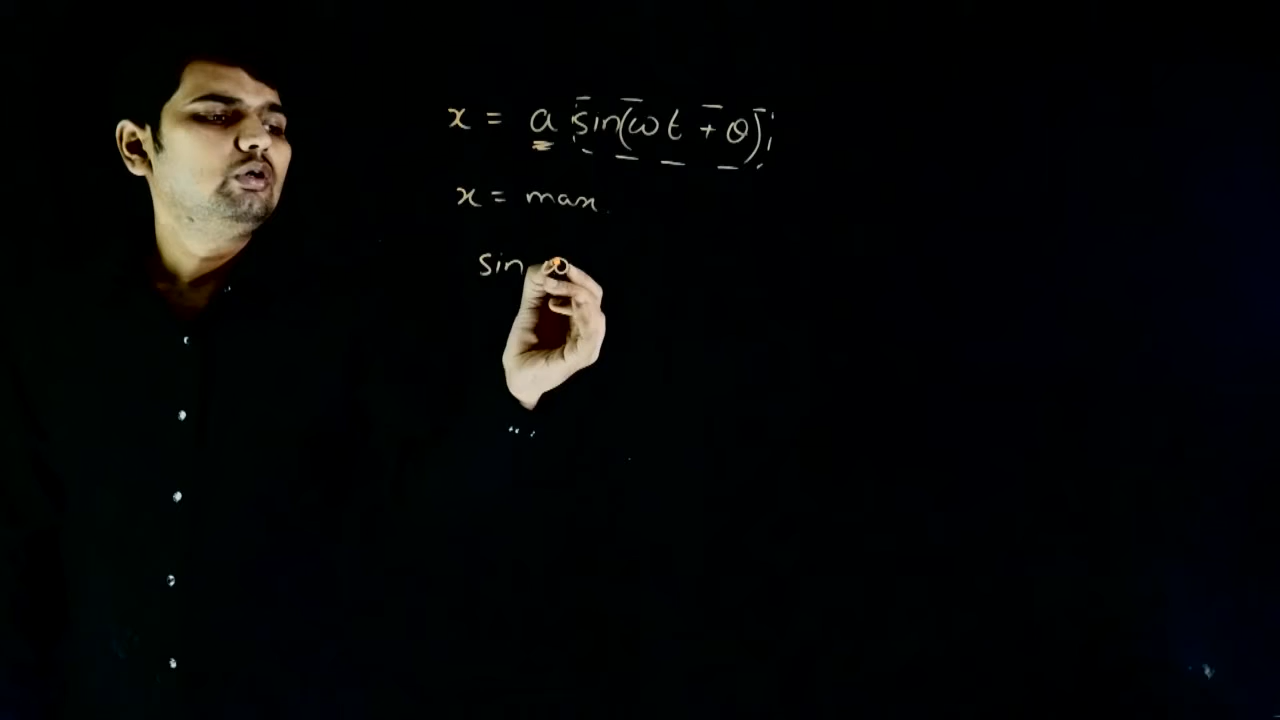 x = a sin(ωt + θ)
x = max
sin ω